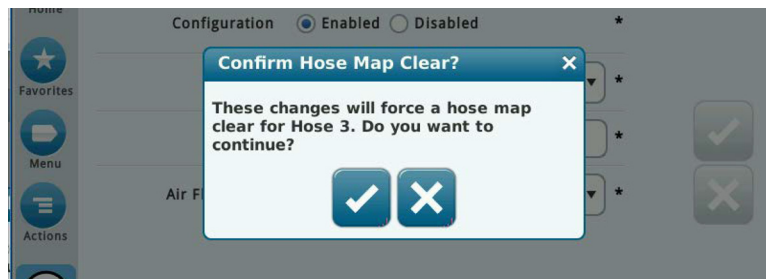 Home
Configuration Enabled Disabled *
Confirm Hose Map Clear?
Favorites
*
These changes will force a hose map
clear for Hose 3. Do you want to
continue?
*
Menu
Air Fl
*
Actions